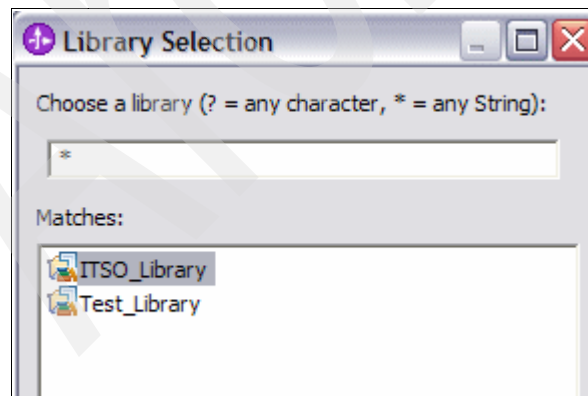 Library Selection
Choose a library (? = any character, * = any String):
*
Matches:
ITSO_Library
Test_Library